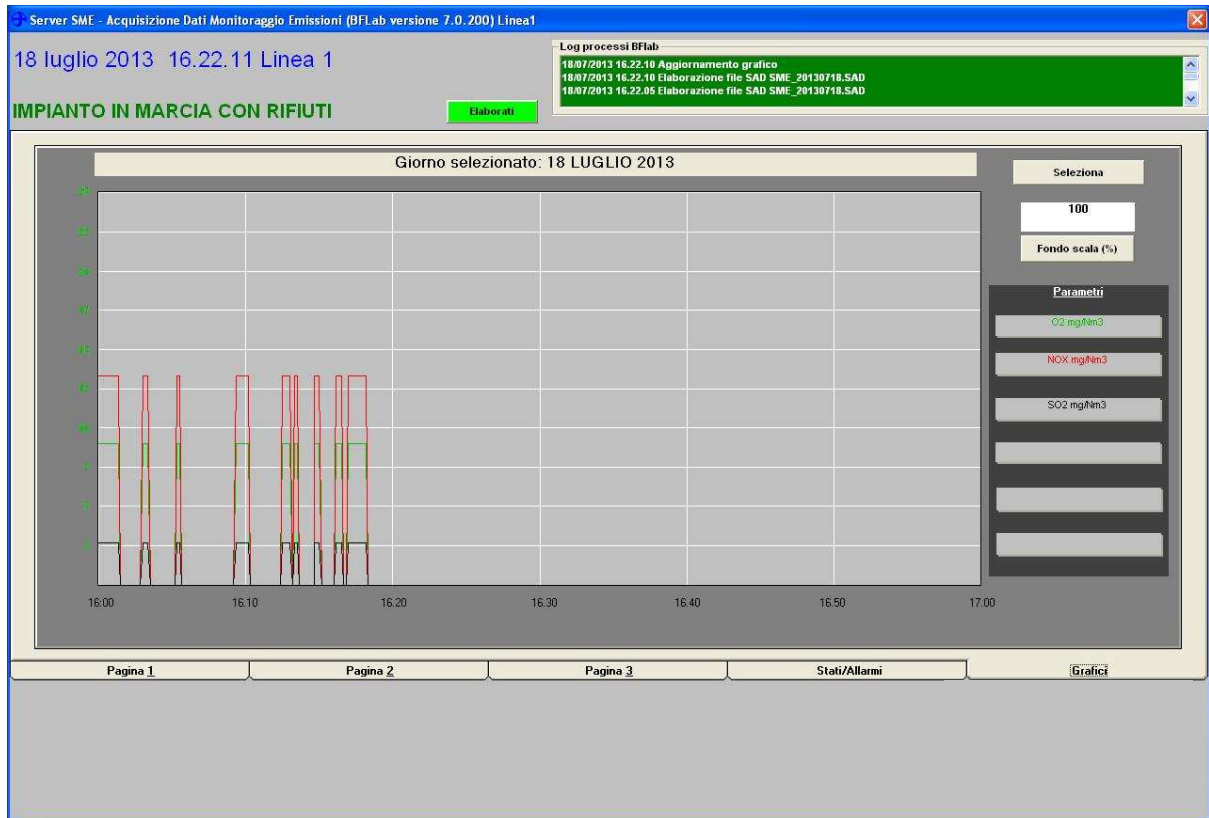 Server SME - Acquisizione Dati Monitoraggio Emissioni (BFLab versione 7.0.200) Linea1
18 luglio 2013 16.22.11 Linea 1
Log processi BFlab
18/07/2013 16.22.10 Aggiornamento grafico
18/07/2013 16.22.10 Elaborazione file SAD SME_20130718.SAD
18/07/2013 16.22.05 Elaborazione file SAD SME_20130718.SAD
IMPIANTO IN MARCIA CON RIFIUTI
Elaborati
Giorno selezionato: 18 LUGLIO 2013
Seleziona
100
Fondo scala (%)
Parametri
O2 mg/Nm3
NOX mg/Nm3
SO2 mg/Nm3
16:00 16.10 16.20 16.30 16.40 16.50 17.00
Pagina 1 Pagina 2 Pagina 3 Stati/Allarmi Grafici